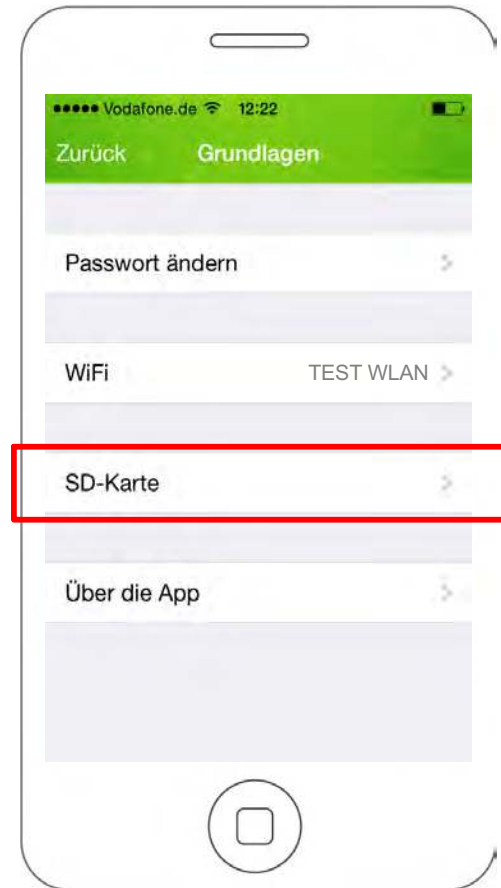 Vodafone.de 12:22
Zurück Grundlagen
Passwort ändern
WiFi TEST WLAN
SD-Karte
Über die App